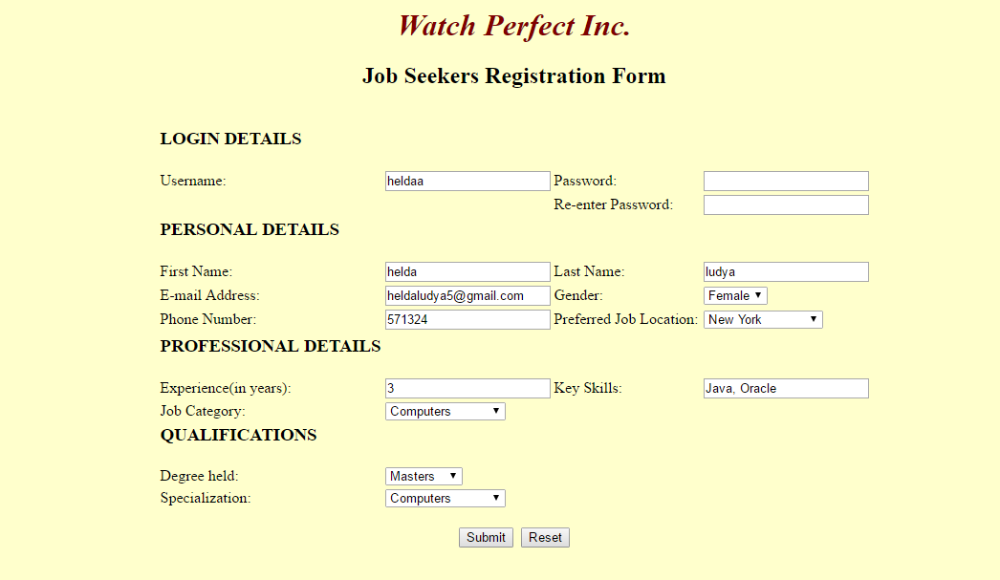 Watch Perfect Inc.
Job Seekers Registration Form
LOGIN DETAILS
Username: heldaa Password:
Re-enter Password:
PERSONAL DETAILS
First Name: helda Last Name: ludya
E-mail Address: heldaludya5@gmail.com Gender: Female
Phone Number: 571324 Preferred Job Location: New York
PROFESSIONAL DETAILS
Experience(in years): 3 Key Skills: Java, Oracle
Job Category: Computers
QUALIFICATIONS
Degree held: Masters
Specialization: Computers
Submit Reset